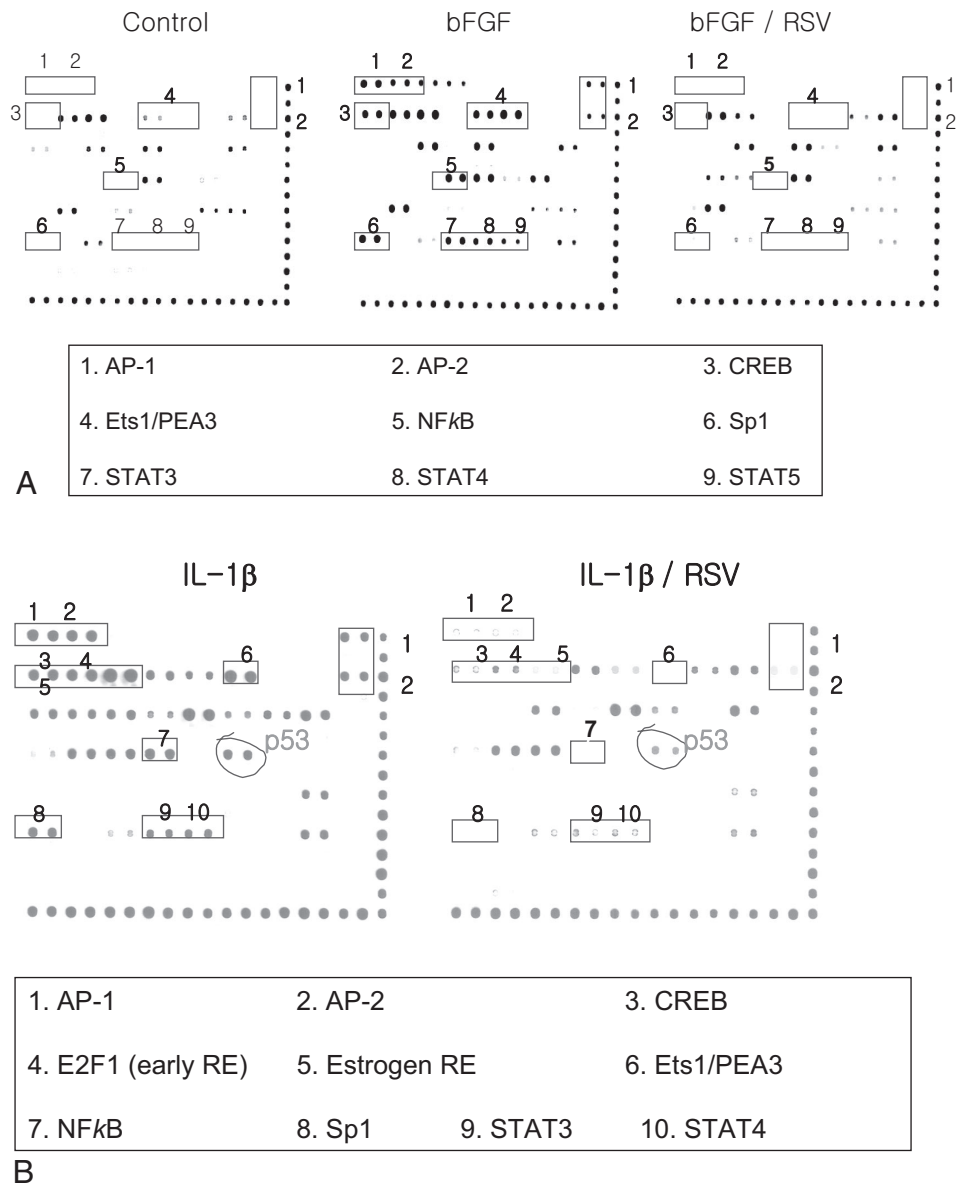 Control bFGF bFGF / RSV
1 2 1 2 1 2
4 1 4 1 4 1
3 2 3 2 3 2
5 5 5
6 7 8 9 6 7 8 9 6 7 8 9
1. AP-1 2. AP-2 3. CREB
4. Ets1/PEA3 5. NFkB 6. Sp1
7. STAT3 8. STAT4 9. STAT5
A
IL-1β IL-1β / RSV
1 2 1 2
1 1
3 4 6 3 4 5 6
5 2 2
7 p53 7 p53
8 9 10 8 9 10
1. AP-1 2. AP-2 3. CREB
4. E2F1 (early RE) 5. Estrogen RE 6. Ets1/PEA3
7. NFkB 8. Sp1 9. STAT3 10. STAT4
B